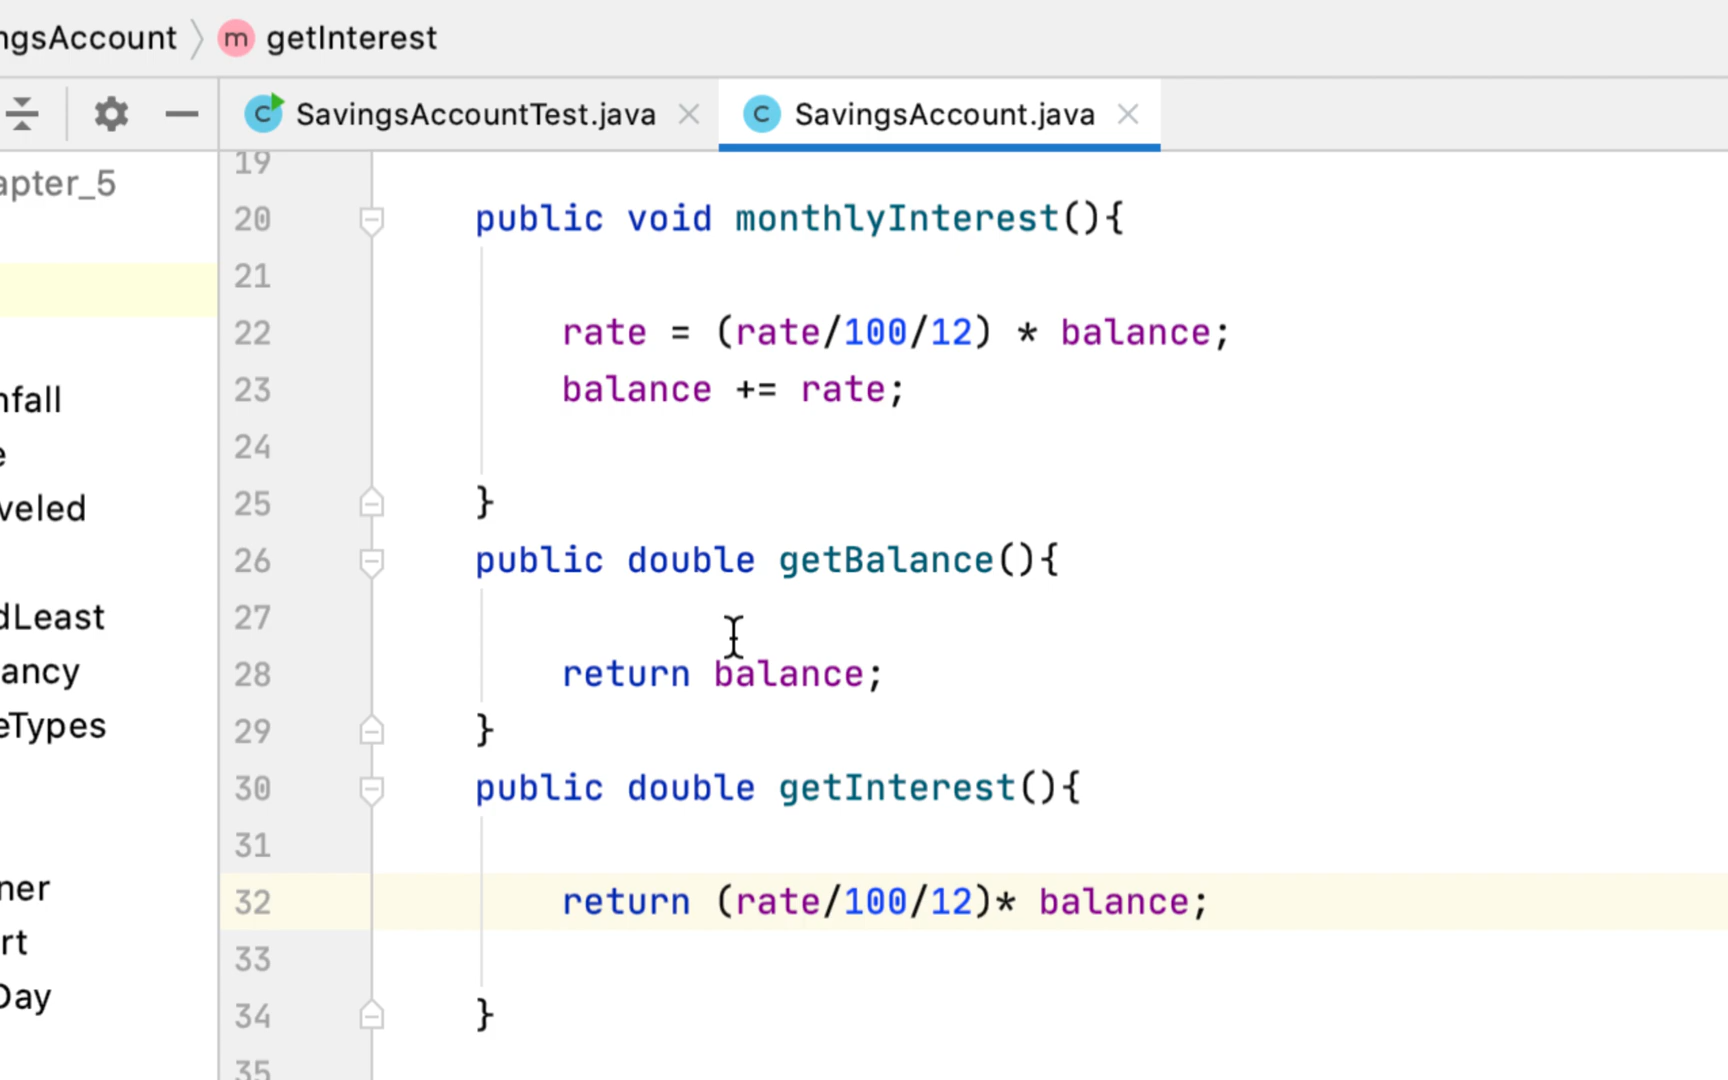 ngsAccount > m getInterest
SavingsAccountTest.java SavingsAccount.java
apter_5
nfall
e
veled
dLeast
ancy
eTypes
ner
rt
Day
19
20 public void monthlyInterest(){
21
22 rate = (rate/100/12) * balance;
23 balance += rate;
24
25 }
26 public double getBalance(){
27
28 return balance;
29 }
30 public double getInterest(){
31
32 return (rate/100/12)* balance;
33
34 }
35